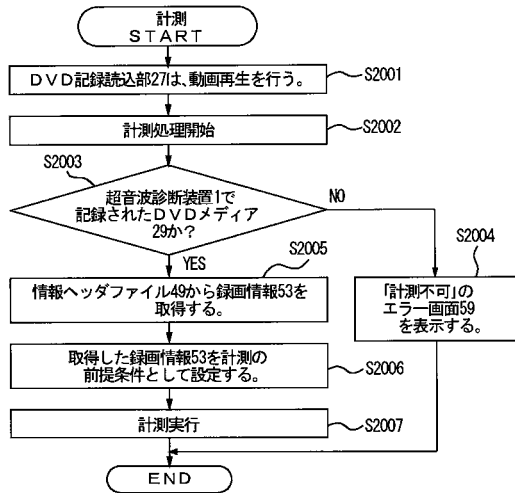 計測
START
DVD記録読込部27は、動画再生を行う。
S2001
計測処理開始
S2002
S2003
超音波診断装置1で
記録されたDVDメディア
29か?
NO
YES
S2005
S2004
情報ヘッダファイル49から録画情報53を
取得する。
「計測不可」の
エラー画面59
を表示する。
取得した録画情報53を計測の
前提条件として設定する。
S2006
計測実行
S2007
END